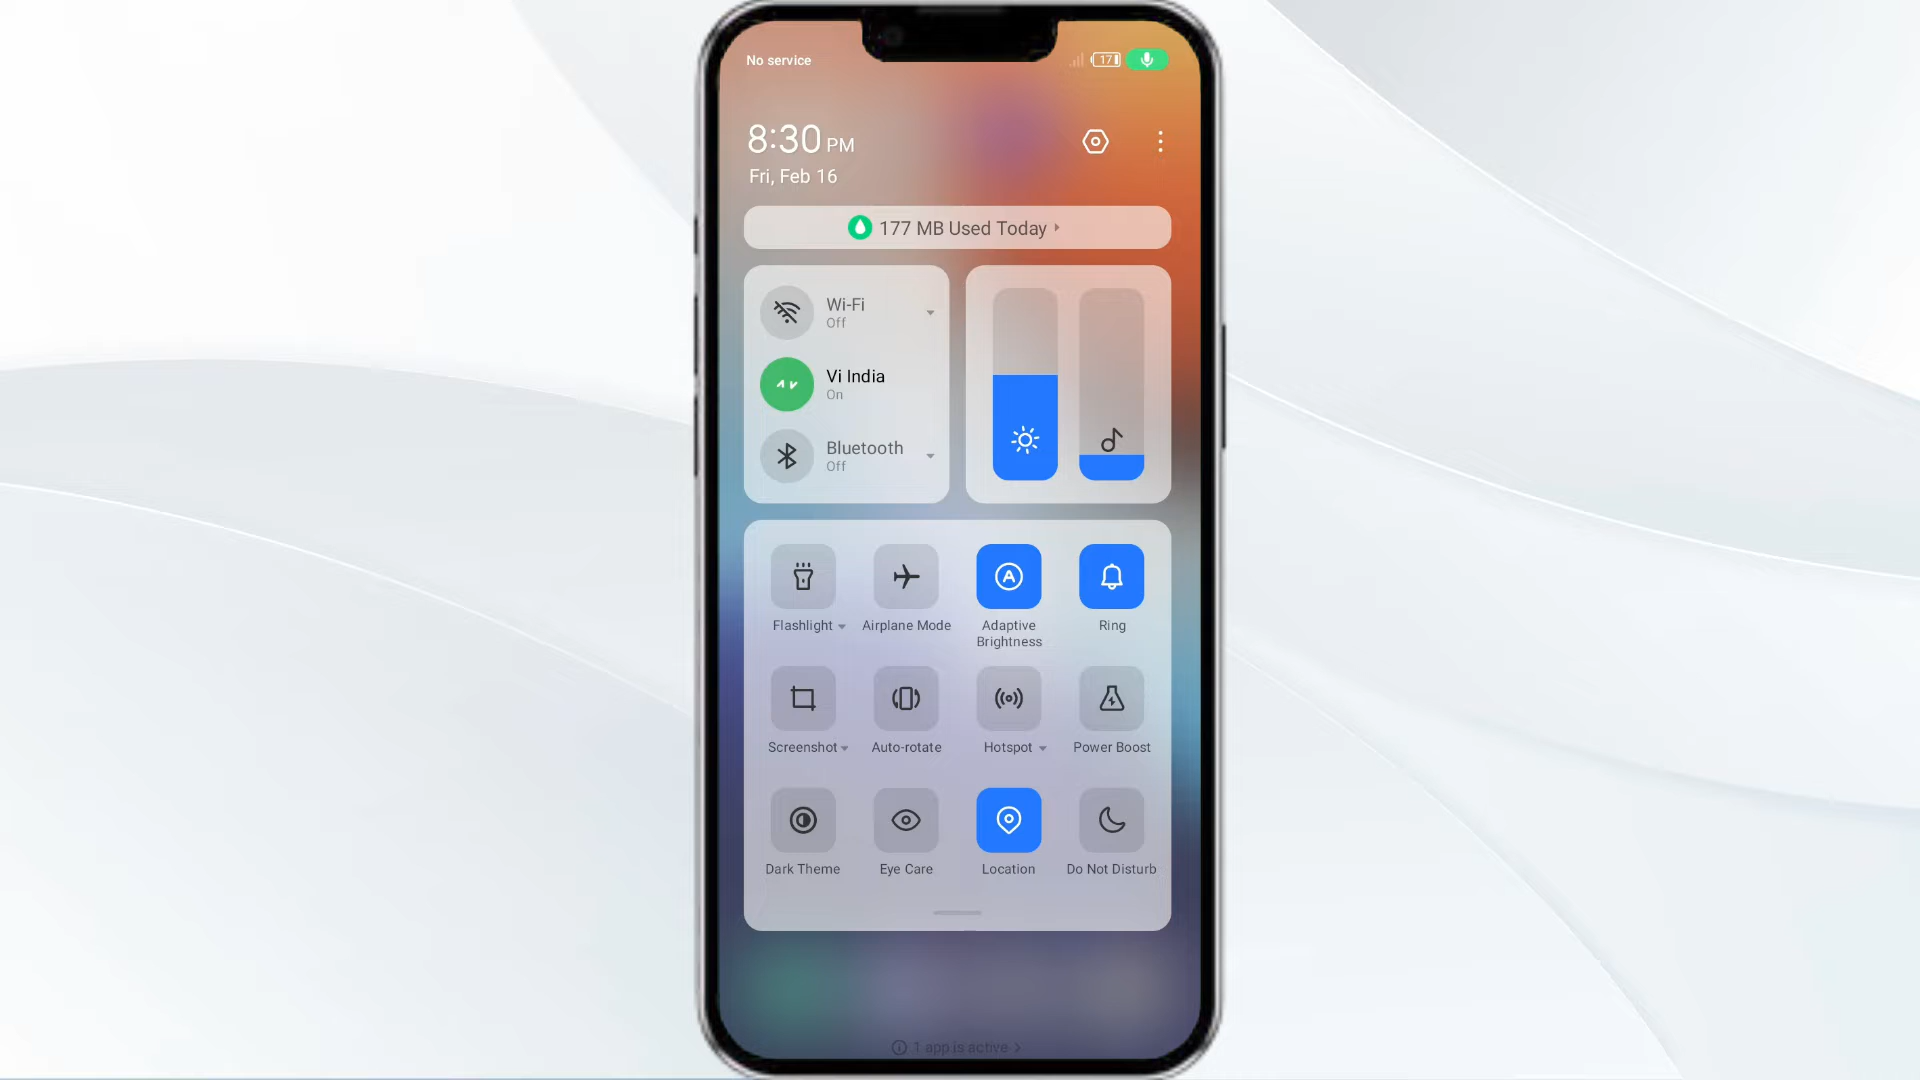 No service
17
8:30 PM
Fri, Feb 16
177 MB Used Today
Wi-Fi
Off
Vi India
On
Bluetooth
Off
Flashlight
Airplane Mode
Adaptive
Brightness
Ring
Screenshot
Auto-rotate
Hotspot
Power Boost
Dark Theme
Eye Care
Location
Do Not Disturb
1 app is active